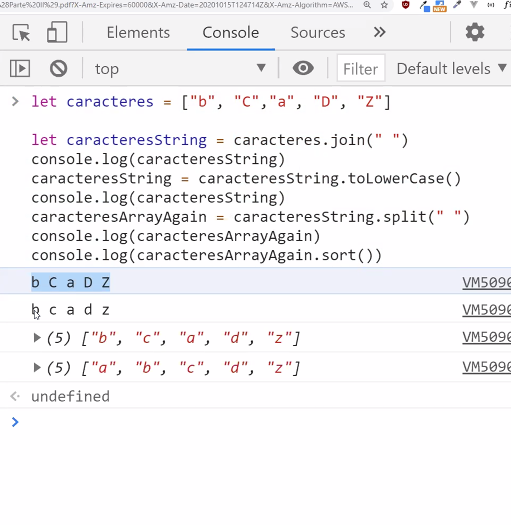 28Parte%20II%29.pdf?X-Amz-Expires=60000&X-Amz-Date=20201015T124714Z&X-Amz-Algorithm=AWS...
NEW
Elements Console Sources »
top Filter Default levels ▼
> let caracteres = ["b", "C","a", "D", "Z"]
let caracteresString = caracteres.join(" ")
console.log(caracteresString)
caracteresString = caracteresString.toLowerCase()
console.log(caracteresString)
caracteresArrayAgain = caracteresString.split(" ")
console.log(caracteresArrayAgain)
console.log(caracteresArrayAgain.sort())
b C a D Z VM5090
b c a d z VM5090
▶(5) ["b", "c", "a", "d", "z"] VM5090
▶(5) ["a", "b", "c", "d", "z"] VM5090
undefined
>